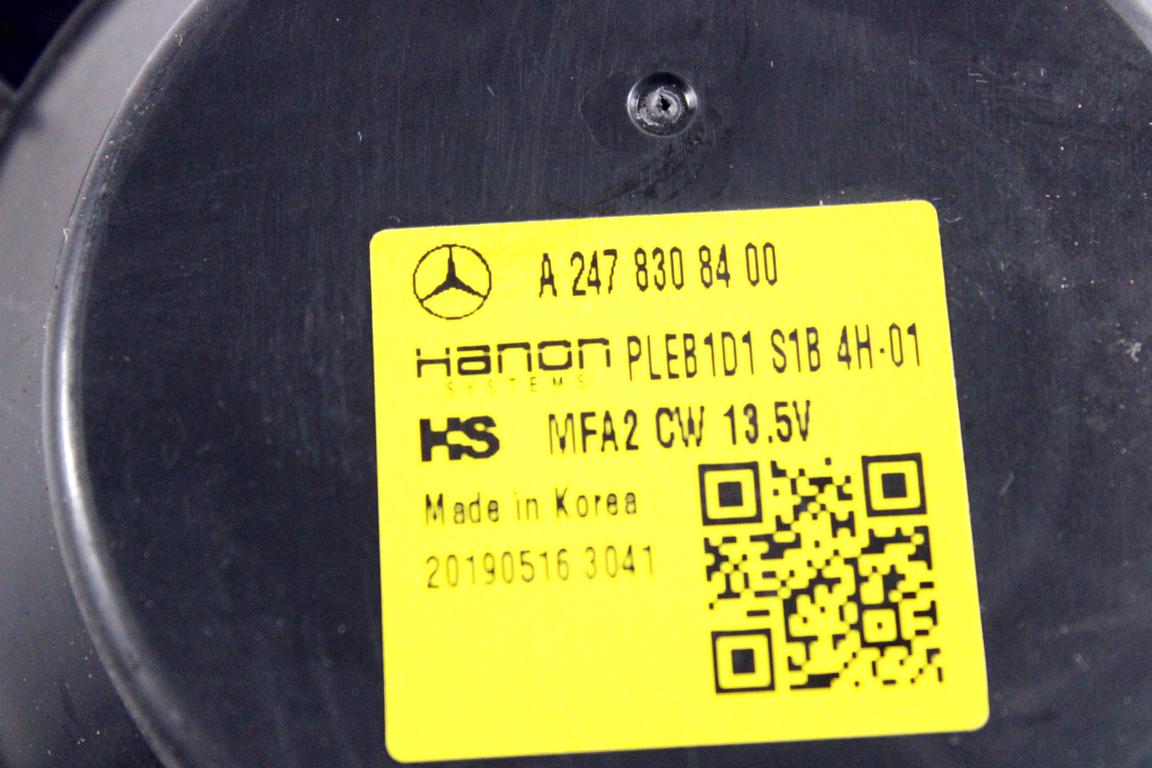 A 247 830 84 00
Hanon PLEB1D1 S1B 4H-01
SYSTEMS
HS MFA2 CW 13.5V
Made in Korea
20190516 3041